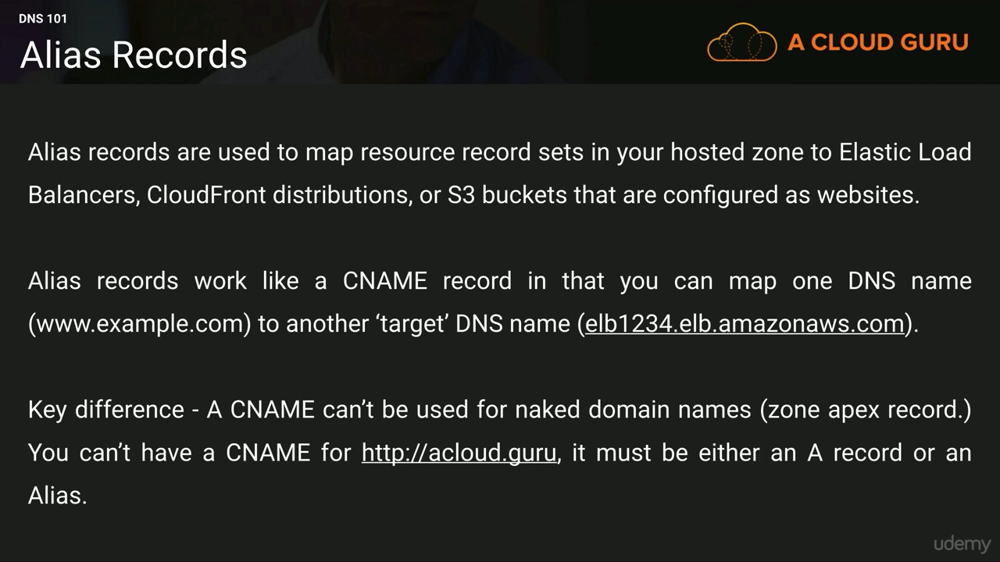 DNS 101
Alias Records
A CLOUD GURU
Alias records are used to map resource record sets in your hosted zone to Elastic Load
Balancers, CloudFront distributions, or S3 buckets that are configured as websites.
Alias records work like a CNAME record in that you can map one DNS name
(www.example.com) to another ‘target’ DNS name (elb1234.elb.amazonaws.com).
Key difference - A CNAME can’t be used for naked domain names (zone apex record.)
You can’t have a CNAME for http://acloud.guru, it must be either an A record or an
Alias.
udemy